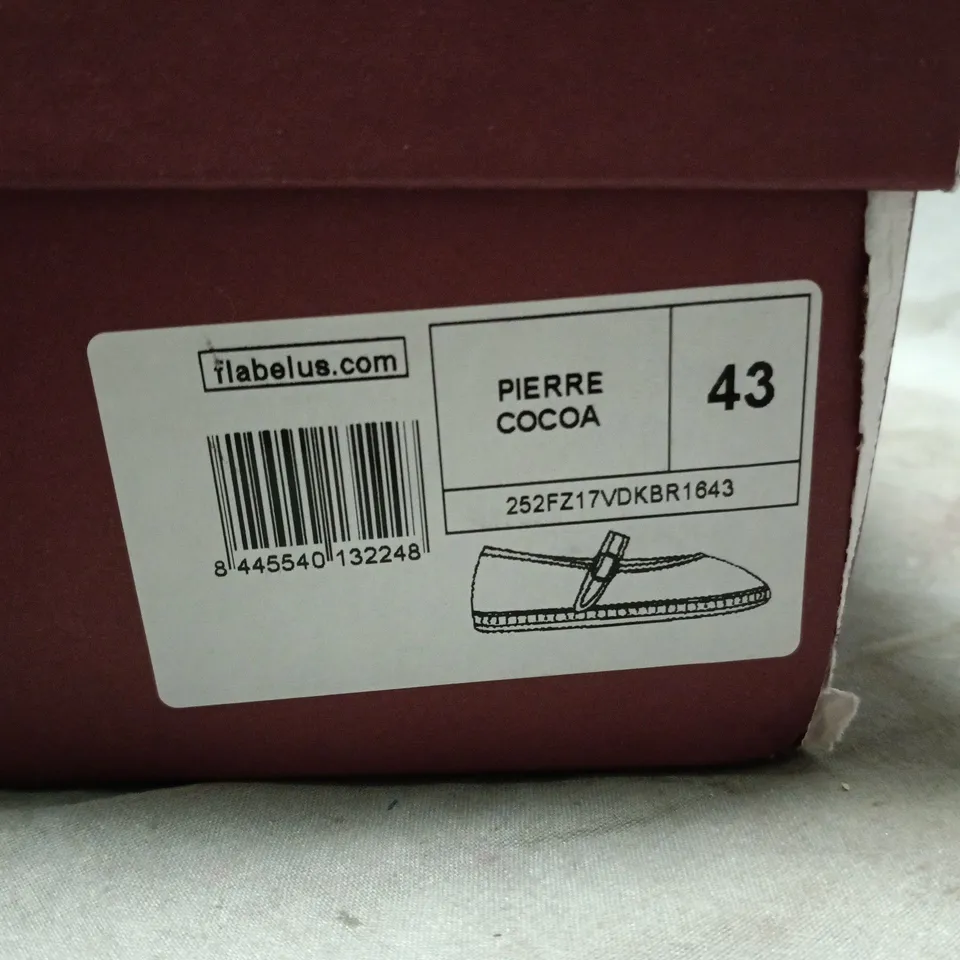 flabelus.com
PIERRE
COCOA
43
252FZ17VDKBR1643
8 445540 132248